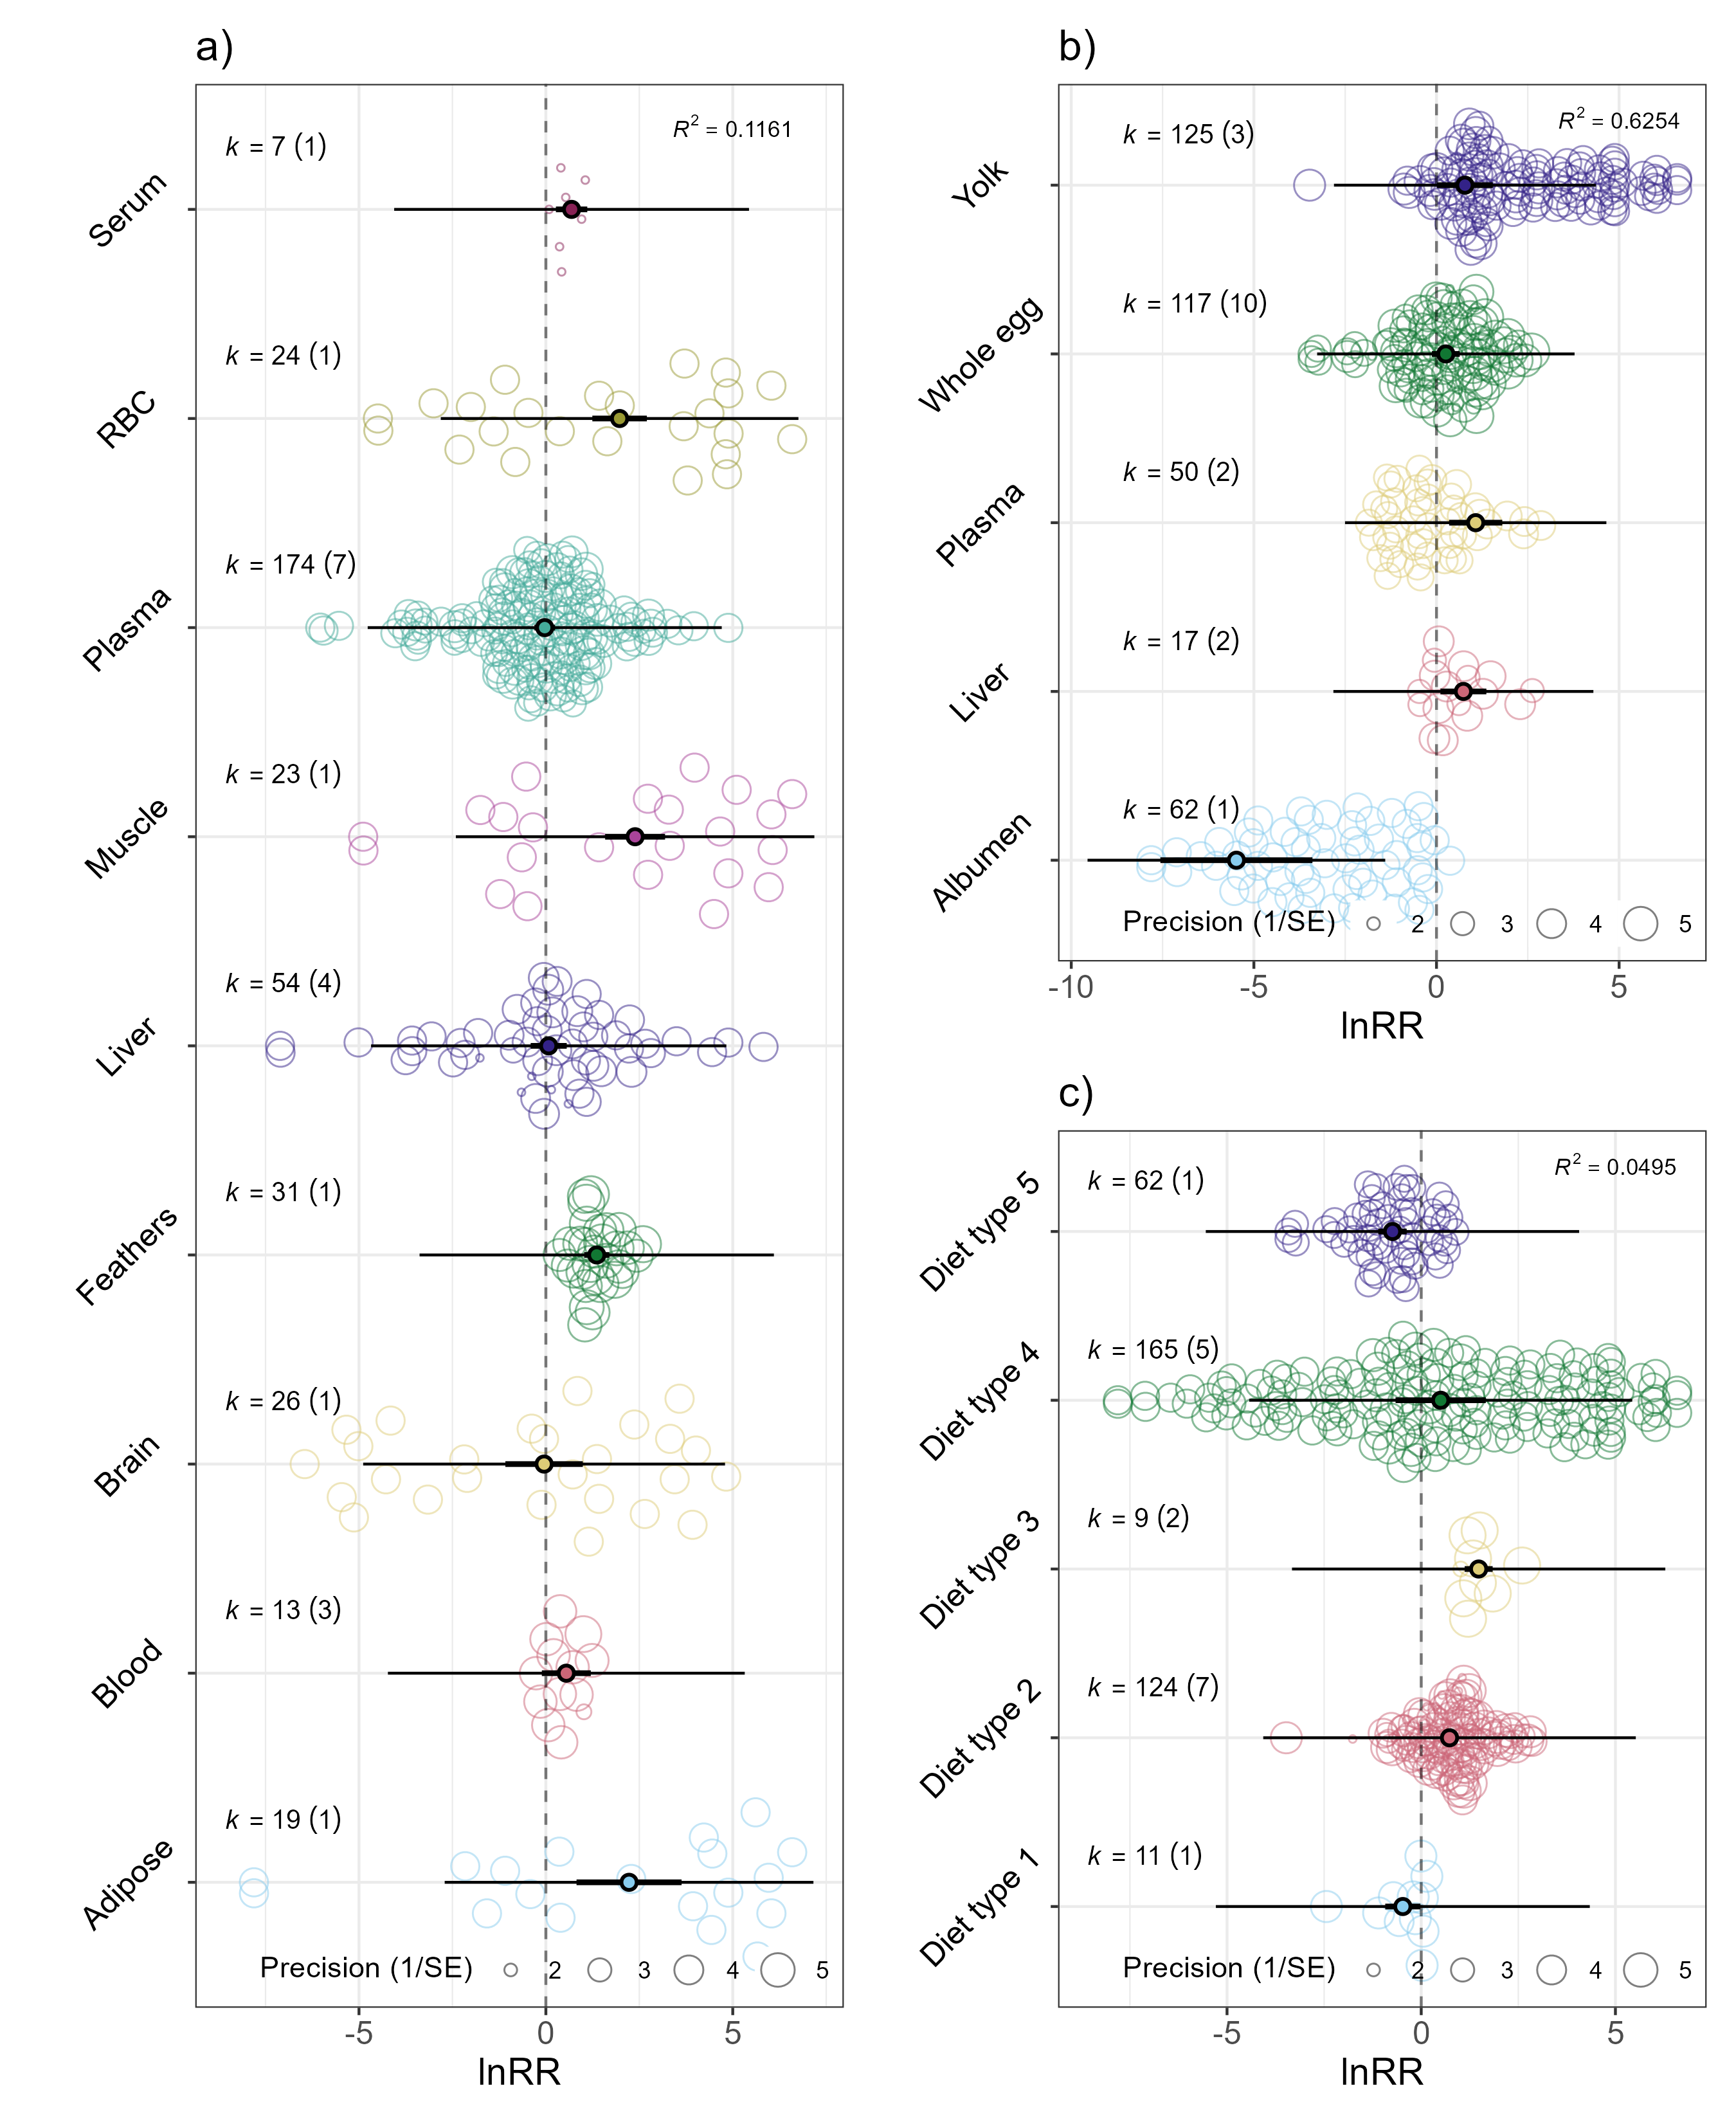 a)
R² = 0.1161
Serum
k = 7 (1)
RBC
k = 24 (1)
Plasma
k = 174 (7)
Muscle
k = 23 (1)
Liver
k = 54 (4)
Feathers
k = 31 (1)
Brain
k = 26 (1)
Blood
k = 13 (3)
Adipose
k = 19 (1)
Precision (1/SE) 2 3 4 5
-5 0 5
lnRR
b)
R² = 0.6254
Yolk
k = 125 (3)
Whole egg
k = 117 (10)
Plasma
k = 50 (2)
Liver
k = 17 (2)
Albumen
k = 62 (1)
Precision (1/SE) 2 3 4 5
-10 -5 0 5
lnRR
c)
R² = 0.0495
Diet type 5
k = 62 (1)
Diet type 4
k = 165 (5)
Diet type 3
k = 9 (2)
Diet type 2
k = 124 (7)
Diet type 1
k = 11 (1)
Precision (1/SE) 2 3 4 5
-5 0 5
lnRR